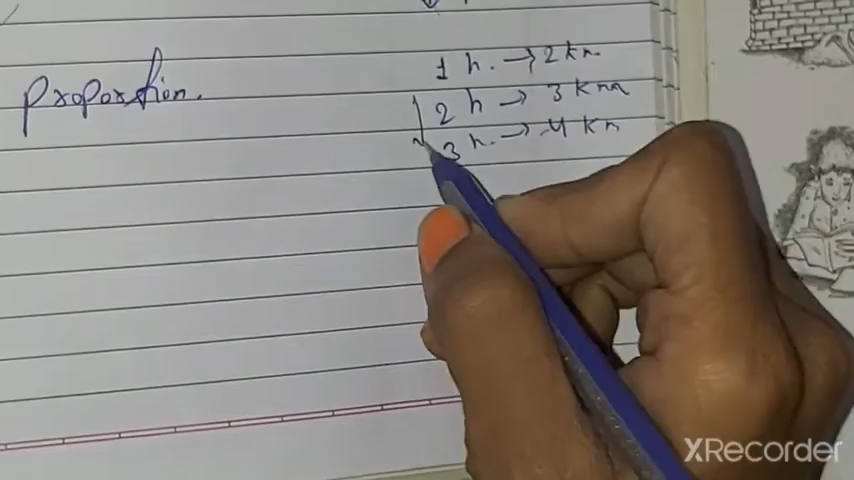 proportion.
1 h. → 2 km.
2 h → 3 km
3 h. → 4 km
XRecorder